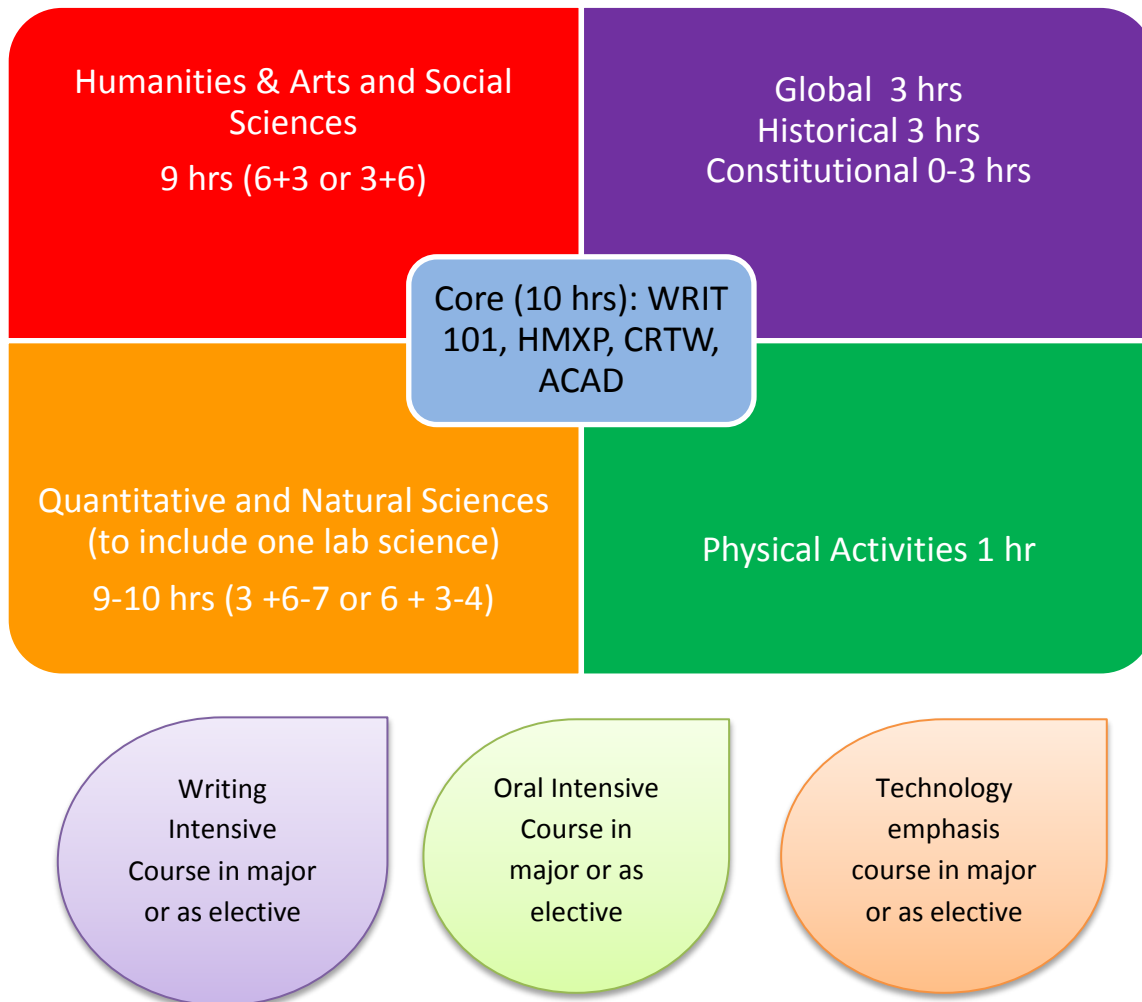 Humanities & Arts and Social
Sciences
9 hrs (6+3 or 3+6)
Global  3 hrs
Historical 3 hrs
Constitutional 0-3 hrs
Core (10 hrs): WRIT
101, HMXP, CRTW,
ACAD
Quantitative and Natural Sciences
(to include one lab science)
9-10 hrs (3 +6-7 or 6 + 3-4)
Physical Activities 1 hr
Writing
Intensive
Course in major
or as elective
Oral Intensive
Course in
major or as
elective
Technology
emphasis
course in major
or as elective